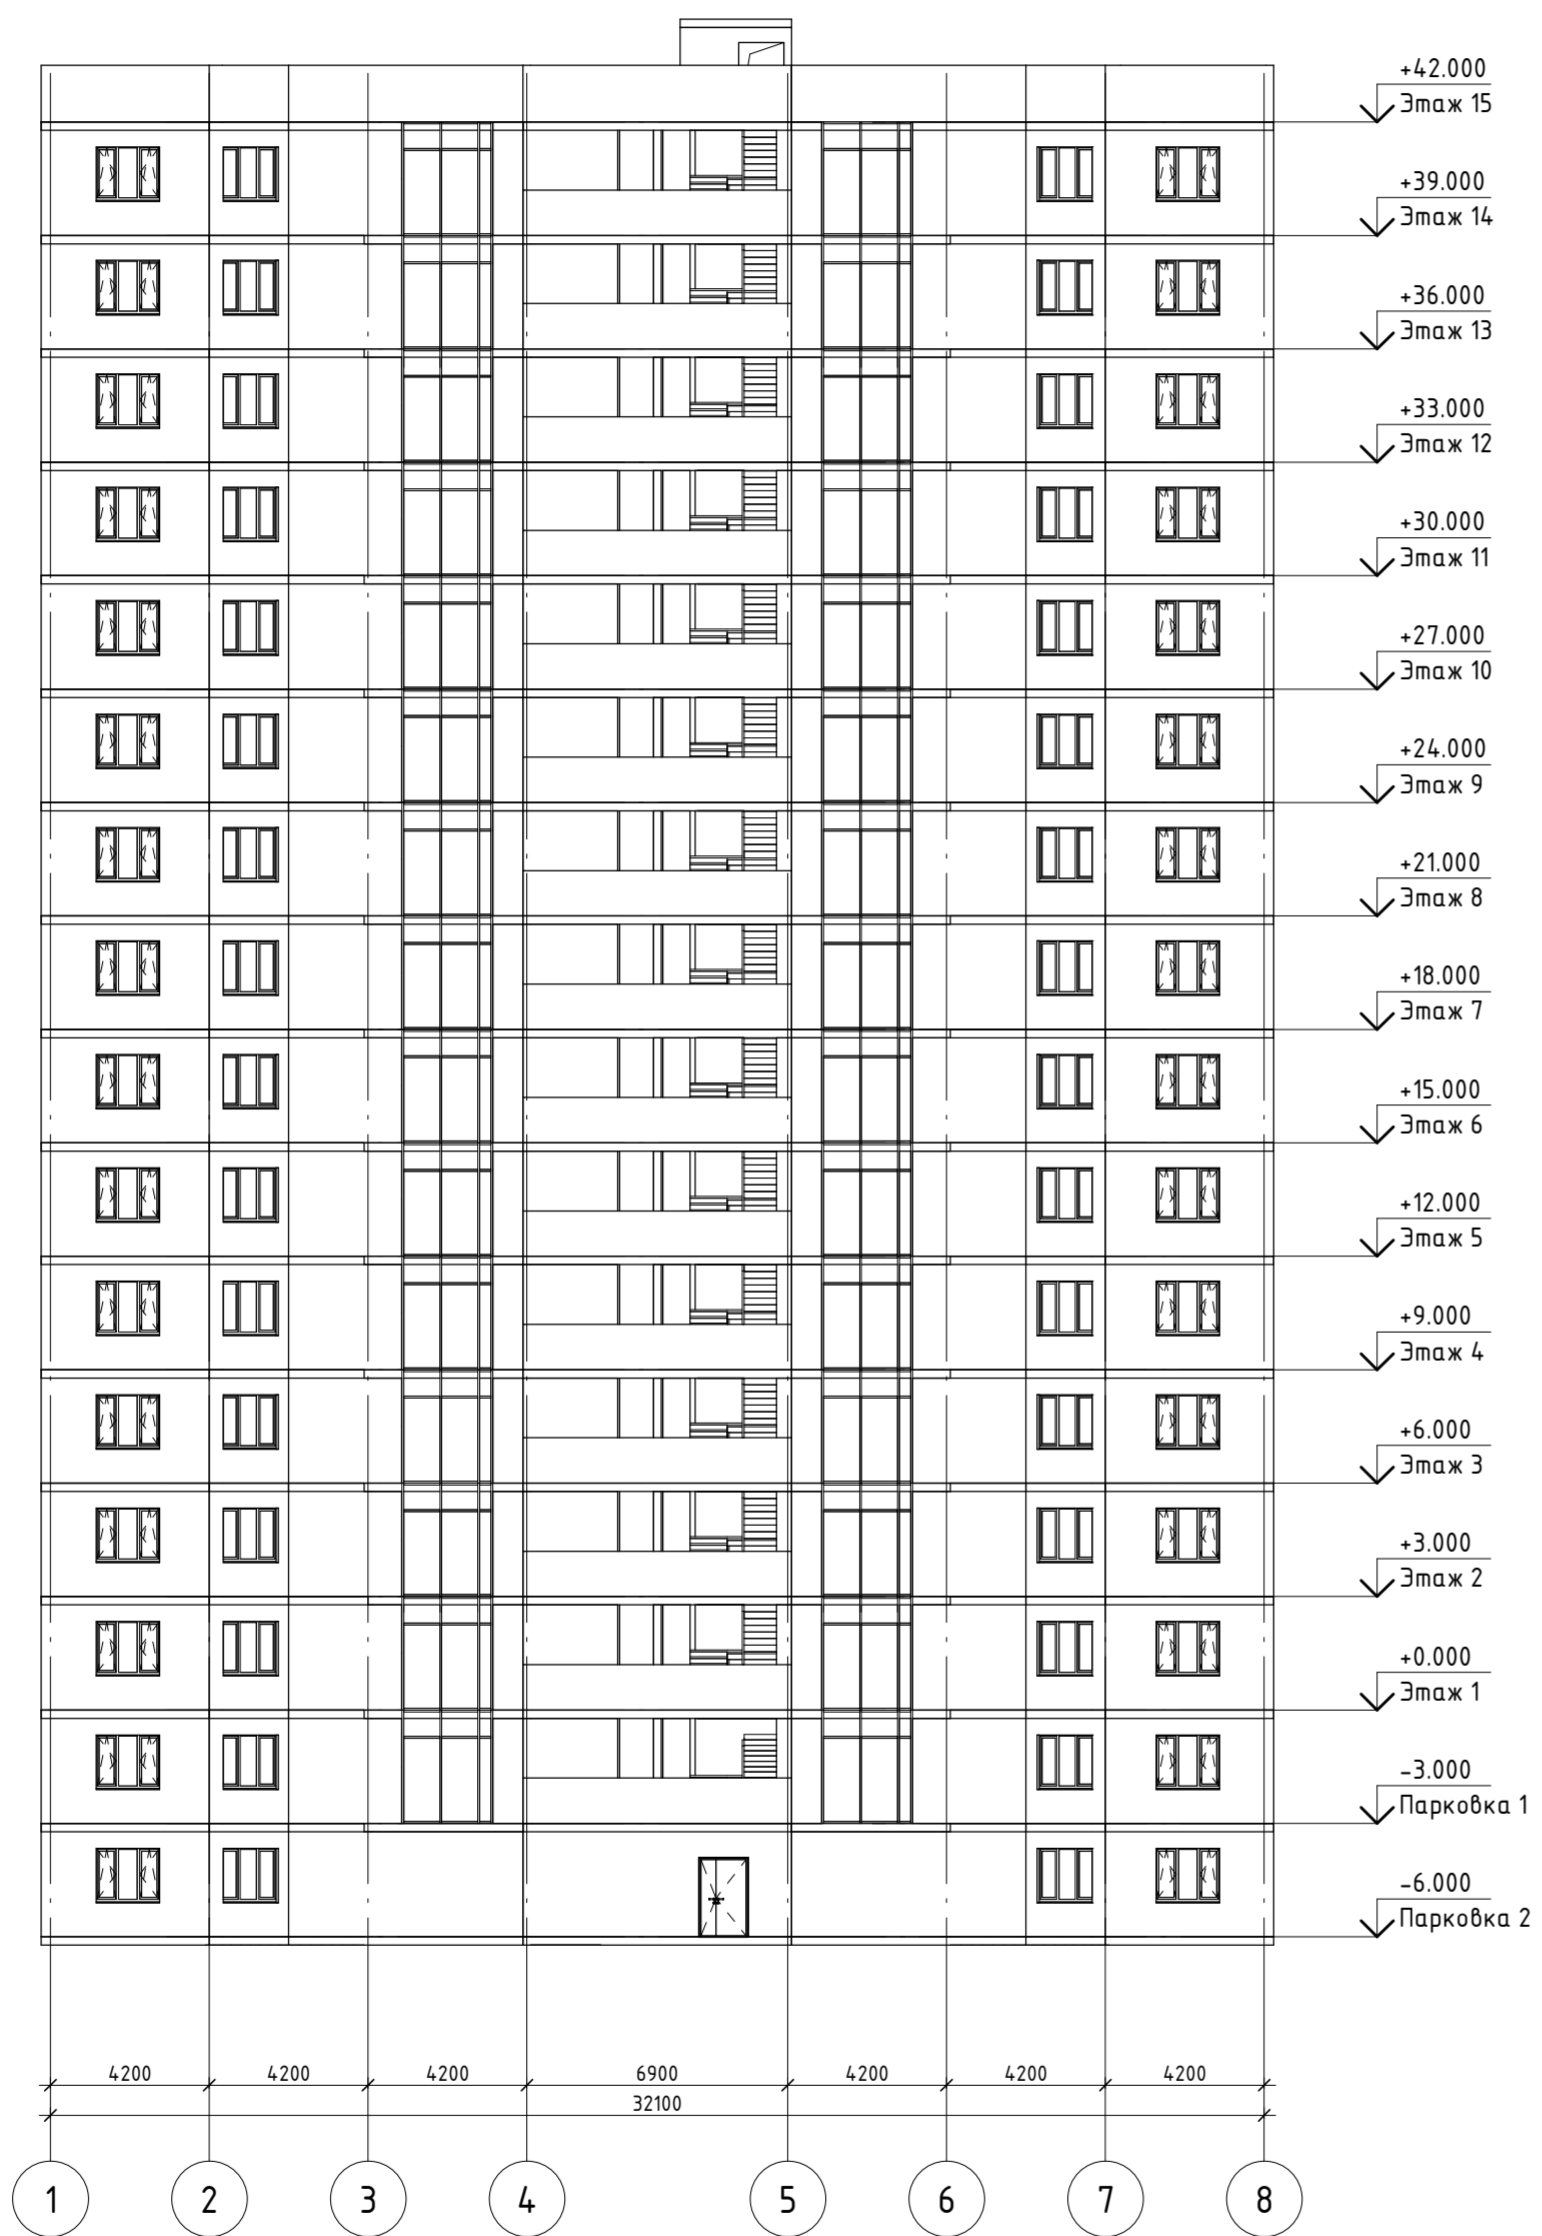 +42.000
Этаж 15
+39.000
Этаж 14
+36.000
Этаж 13
+33.000
Этаж 12
+30.000
Этаж 11
+27.000
Этаж 10
+24.000
Этаж 9
+21.000
Этаж 8
+18.000
Этаж 7
+15.000
Этаж 6
+12.000
Этаж 5
+9.000
Этаж 4
+6.000
Этаж 3
+3.000
Этаж 2
+0.000
Этаж 1
-3.000
Парковка 1
-6.000
Парковка 2
4200 4200 4200 6900 4200 4200 4200
32100
1 2 3 4 5 6 7 8